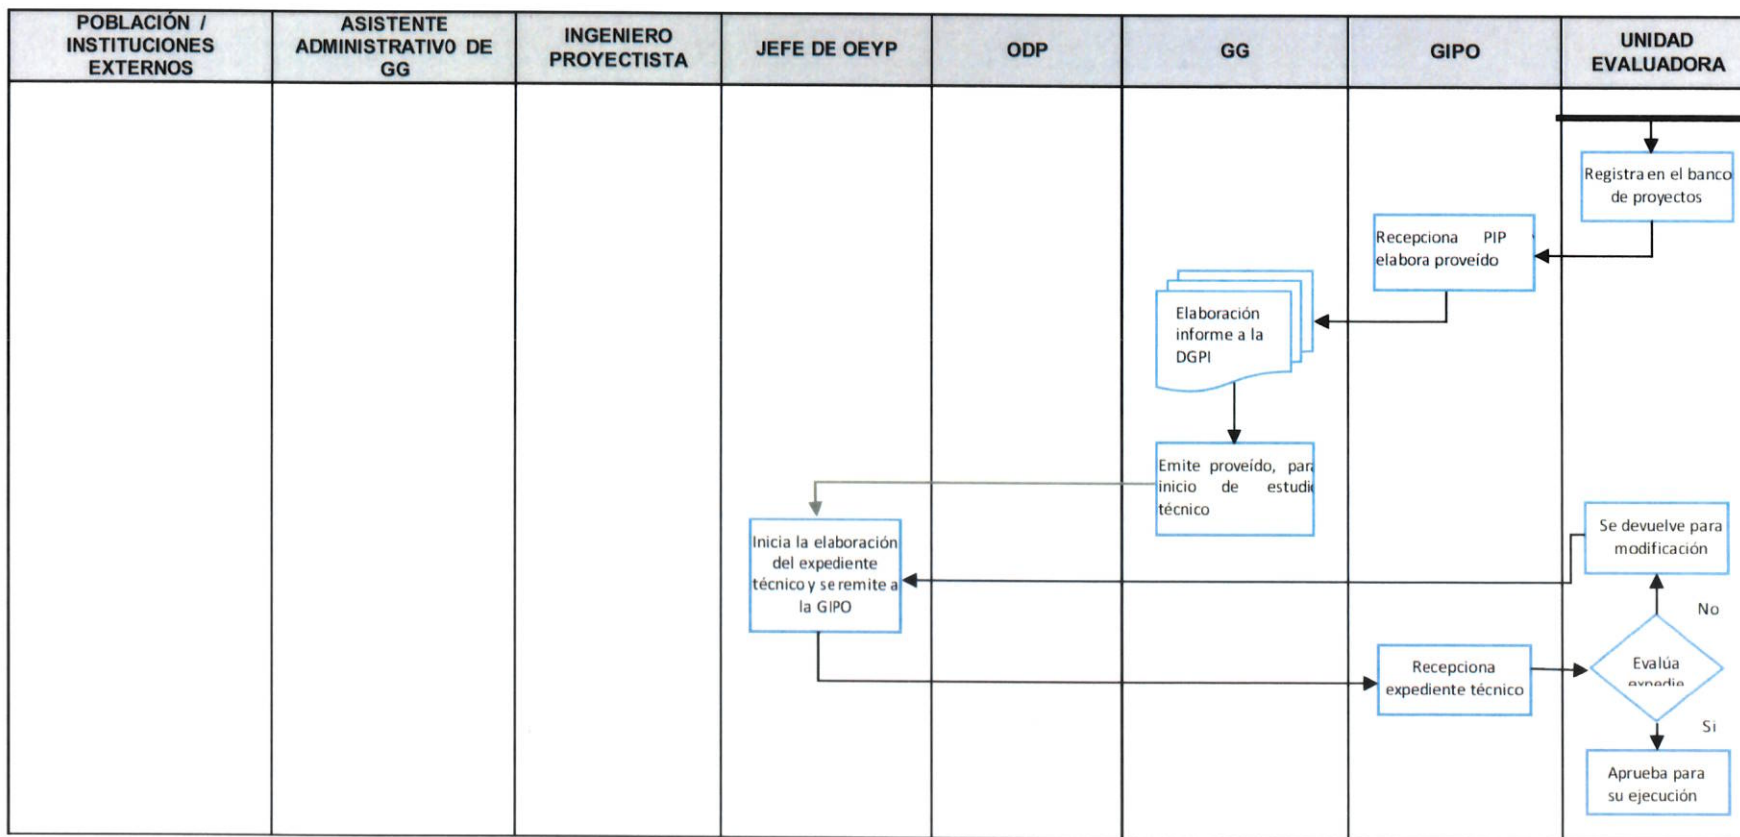 POBLACIÓN /
INSTITUCIONES
EXTERNOS
ASISTENTE
ADMINISTRATIVO DE
GG
INGENIERO
PROYECTISTA
JEFE DE OEYP
ODP
GG
GIPO
UNIDAD
EVALUADORA
Registra en el banco
de proyectos
Recepciona PIP
elabora proveído
Elaboración
informe a la
DGPI
Emite proveído, para
inicio de estudi
técnico
Inicia la elaboración
del expediente
técnico y se remite a
la GIPO
Se devuelve para
modificación
No
Recepciona
expediente técnico
Evalúa
expedie
Si
Aprueba para
su ejecución